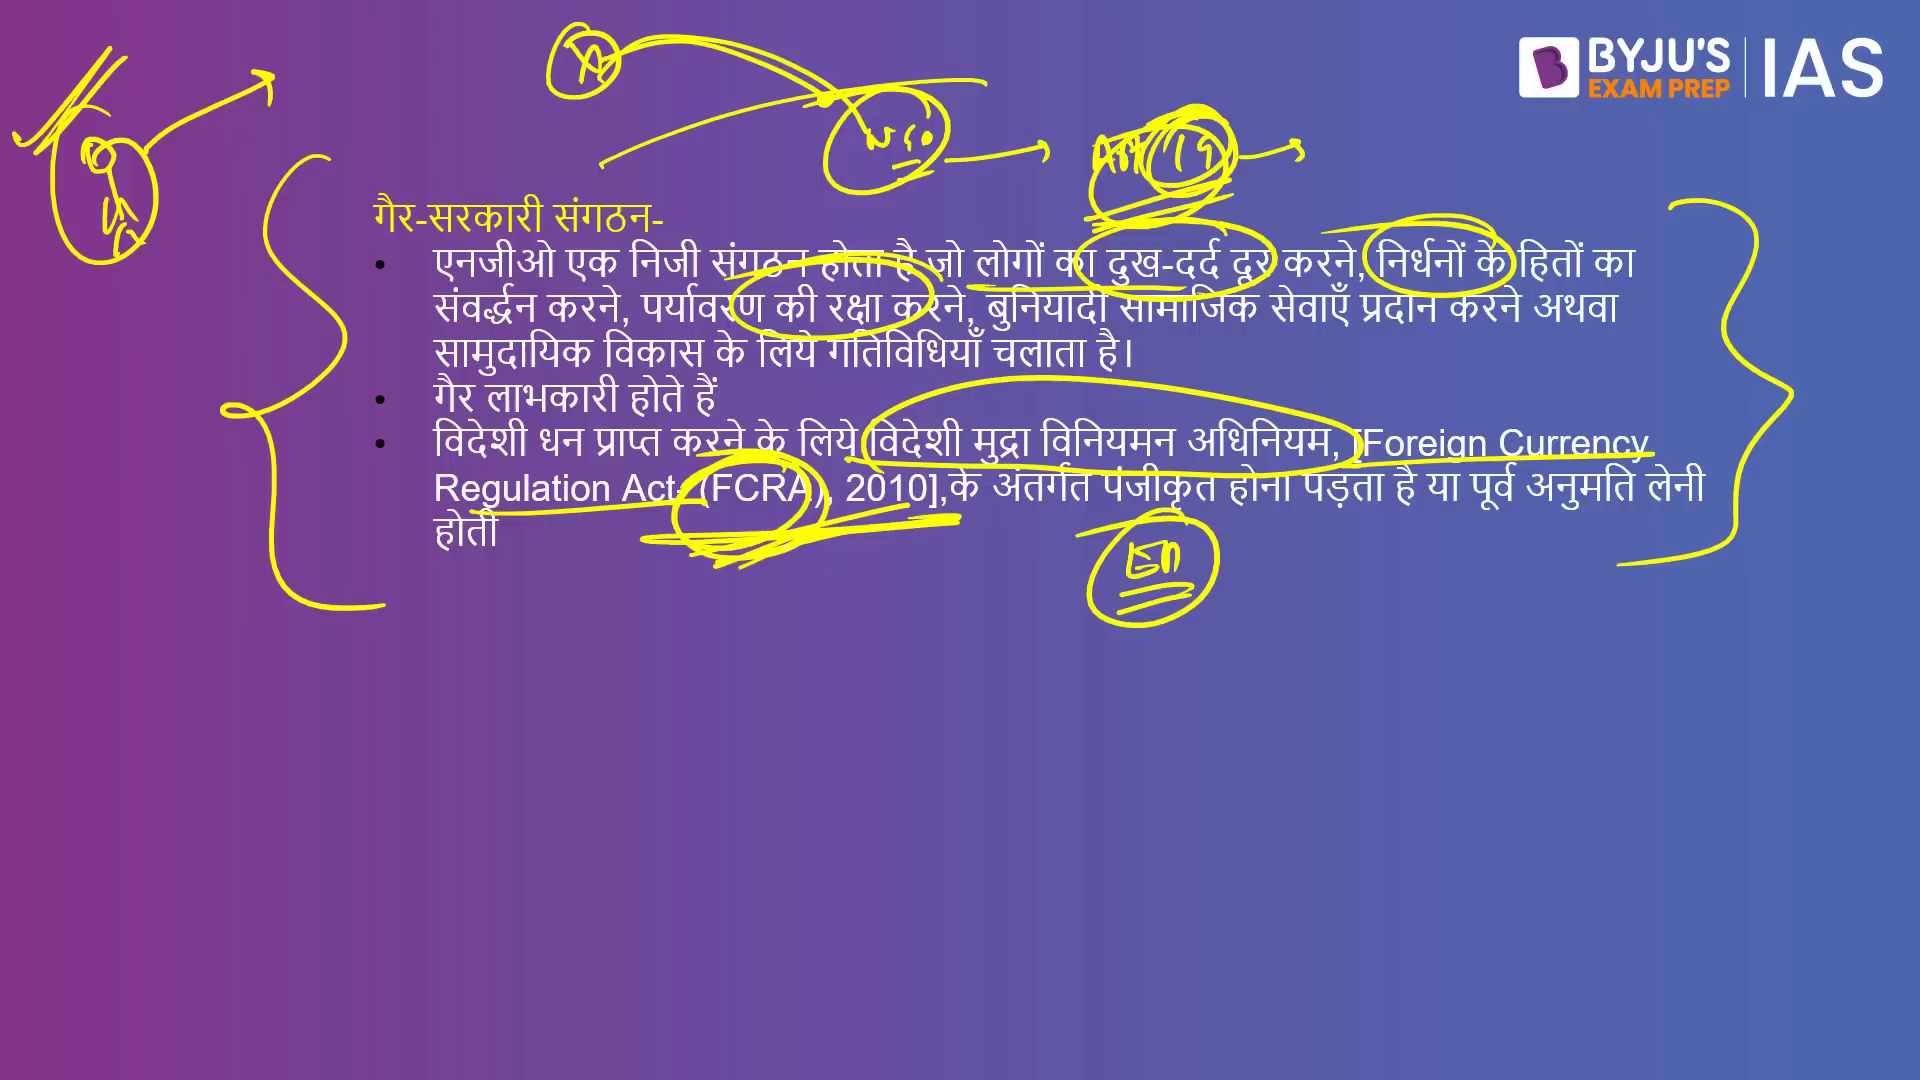 BYJU'S
EXAM PREP
IAS
गैर-सरकारी संगठन-
• एनजीओ एक निजी संगठन होता है जो लोगों का दुख-दर्द दूर करने, निर्धनों के हितों का
संवर्द्धन करने, पर्यावरण की रक्षा करने, बुनियादी सामाजिक सेवाएँ प्रदान करने अथवा
सामुदायिक विकास के लिये गतिविधियाँ चलाता है।
• गैर लाभकारी होते हैं
• विदेशी धन प्राप्त करने के लिये विदेशी मुद्रा विनियमन अधिनियम, [Foreign Currency
Regulation Act- (FCRA), 2010],के अंतर्गत पंजीकृत होना पड़ता है या पूर्व अनुमति लेनी
होती